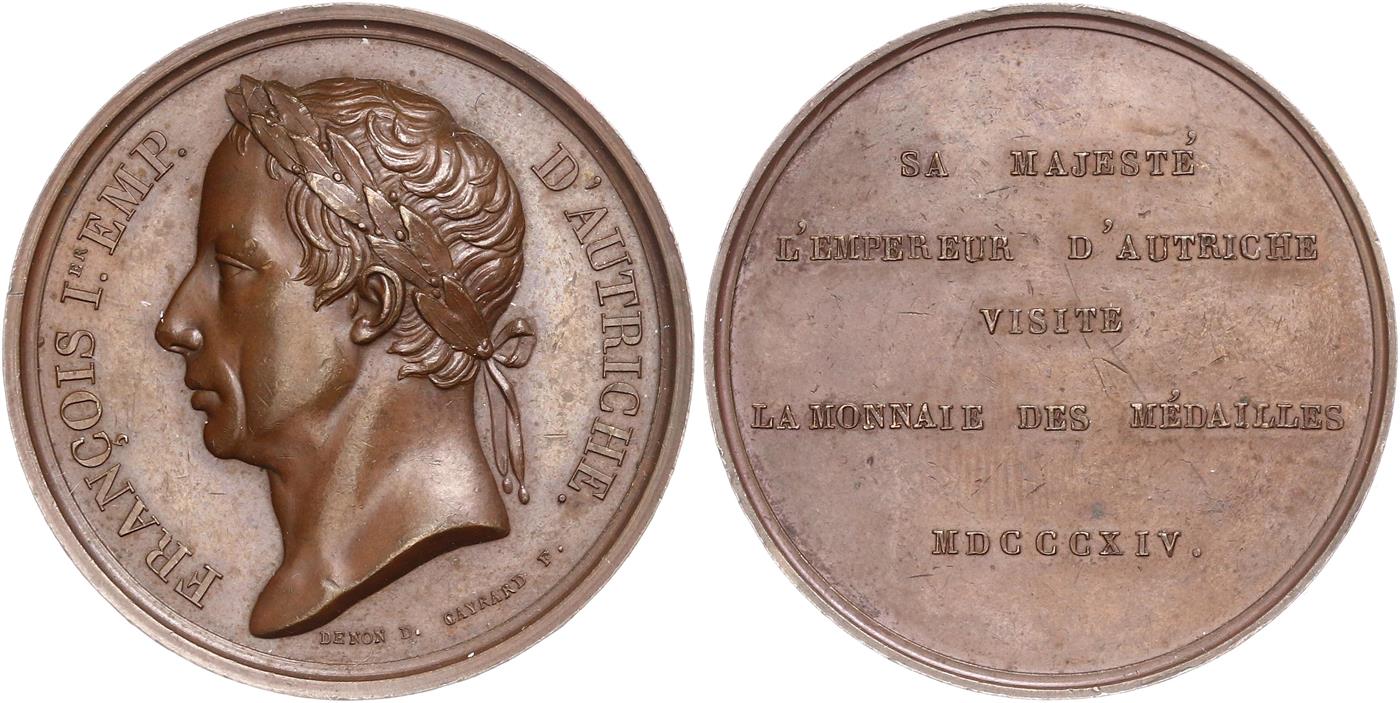 FRANÇOIS IER. EMP. D'AUTRICHE.
DENON D. GAYRARD F.
SA MAJESTÉ
L'EMPEREUR D'AUTRICHE
VISITE
LA MONNAIE DES MÉDAILLES
MDCCCXIV.